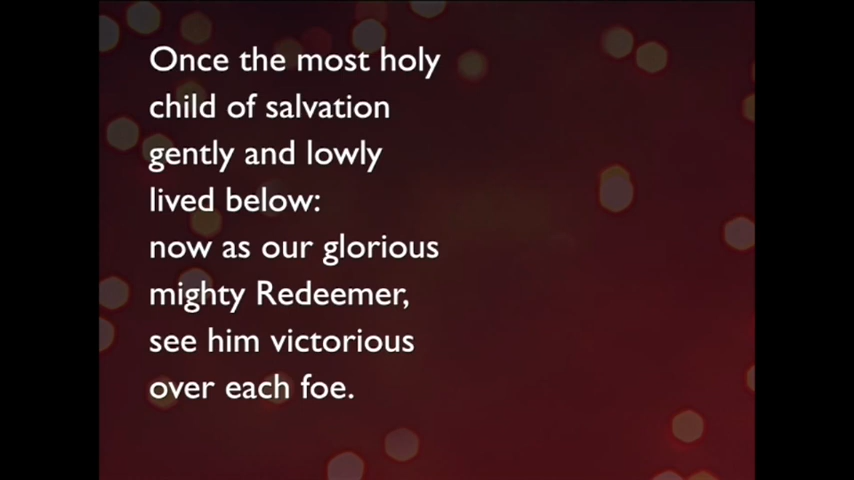 Once the most holy
child of salvation
gently and lowly
lived below:
now as our glorious
mighty Redeemer,
see him victorious
over each foe.